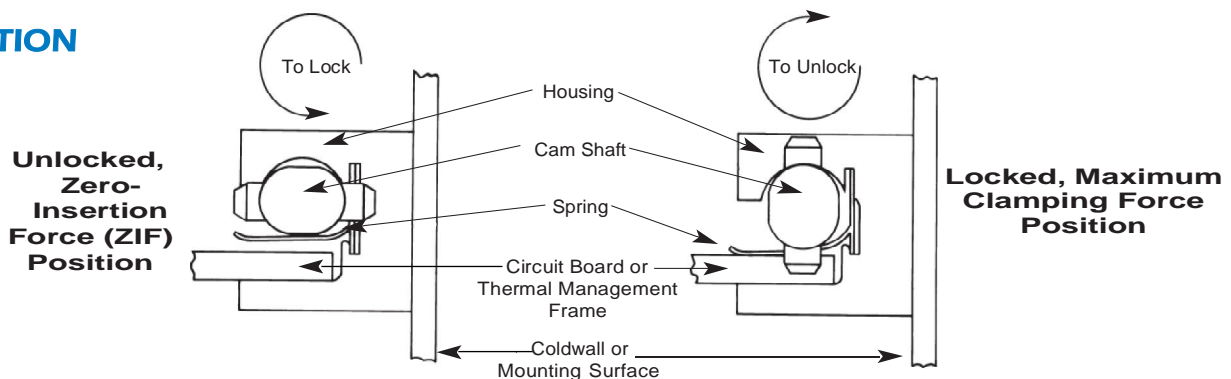 TION
To Lock
To Unlock
Housing
Cam Shaft
Spring
Circuit Board or
Thermal Management
Frame
Coldwall or
Mounting Surface
Unlocked,
Zero-
Insertion
Force (ZIF)
Position
Locked, Maximum
Clamping Force
Position